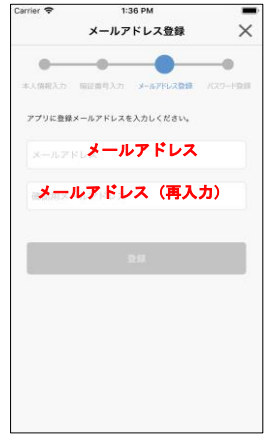 Carrier 1:36 PM
メールアドレス登録
本人情報入力 暗証番号入力 メールアドレス登録 パスワード登録
アプリに登録メールアドレスを入力しください。
メールアドレス
メールアドレス（再入力）
登録